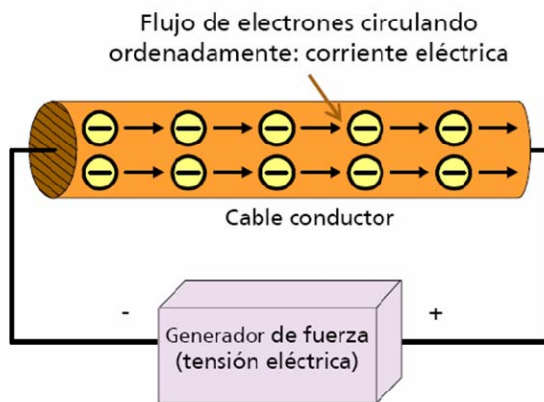 Flujo de electrones circulando
ordenadamente: corriente eléctrica
Cable conductor
- +
Generador de fuerza
(tensión eléctrica)